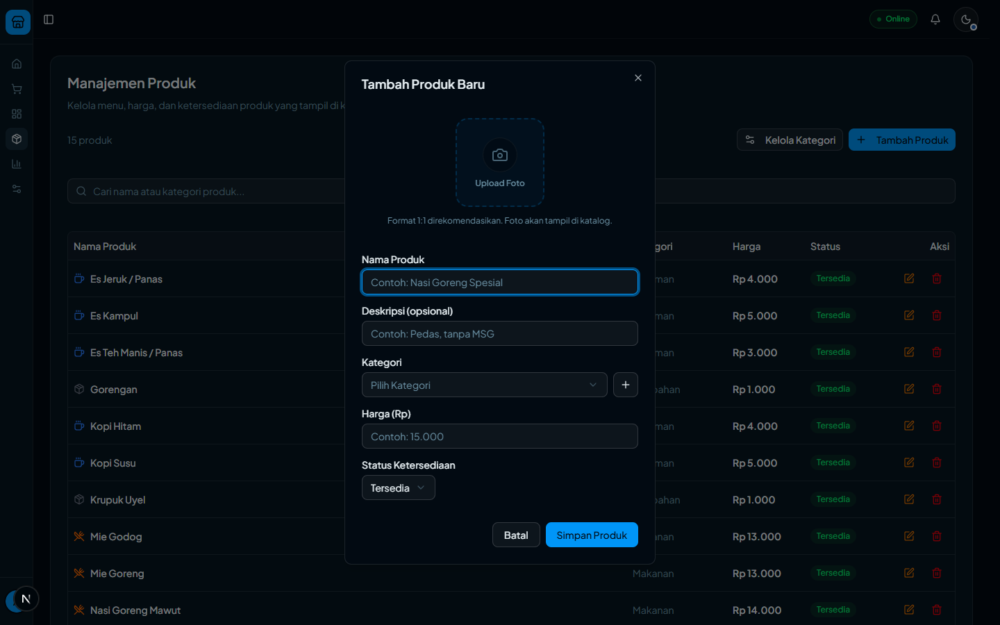 Online
Manajemen Produk
Kelola menu, harga, dan ketersediaan produk yang tampil di k
15 produk
Kelola Kategori
Tambah Produk
Cari nama atau kategori produk...
Nama Produk
gori
Harga
Status
Aksi
Es Jeruk / Panas
man
Rp 4.000
Tersedia
Es Kampul
man
Rp 5.000
Tersedia
Es Teh Manis / Panas
man
Rp 3.000
Tersedia
Gorengan
bahan
Rp 1.000
Tersedia
Kopi Hitam
man
Rp 4.000
Tersedia
Kopi Susu
man
Rp 5.000
Tersedia
Krupuk Uyel
bahan
Rp 1.000
Tersedia
Mie Godog
anan
Rp 13.000
Tersedia
Mie Goreng
Makanan
Rp 13.000
Tersedia
Nasi Goreng Mawut
Makanan
Rp 14.000
Tersedia
N
Tambah Produk Baru
Upload Foto
Format 1:1 direkomendasikan. Foto akan tampil di katalog.
Nama Produk
Contoh: Nasi Goreng Spesial
Deskripsi (opsional)
Contoh: Pedas, tanpa MSG
Kategori
Pilih Kategori
Harga (Rp)
Contoh: 15.000
Status Ketersediaan
Tersedia
Batal
Simpan Produk